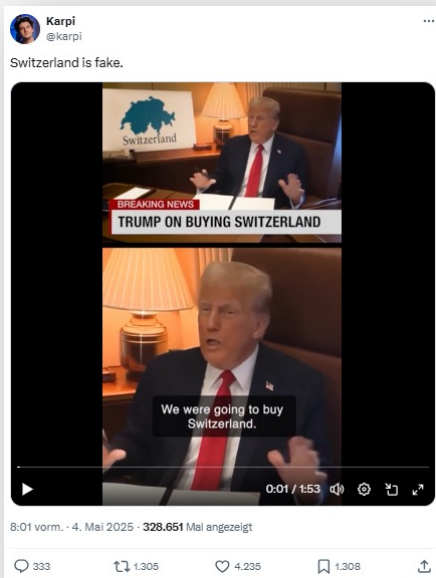 Karpi
@karpi
Switzerland is fake.
Switzerland
BREAKING NEWS
TRUMP ON BUYING SWITZERLAND
We were going to buy
Switzerland.
0:01 / 1:53
8:01 vorm. · 4. Mai 2025 · 328.651 Mal angezeigt
333 1.305 4.235 1.308